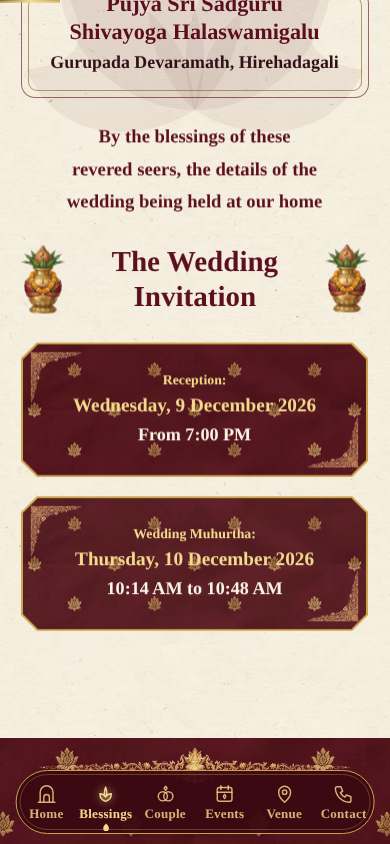 Pujya Sri Sadguru
Shivayoga Halaswamigalu
Gurupada Devaramath, Hirehadagali
By the blessings of these
revered seers, the details of the
wedding being held at our home
The Wedding
Invitation
Reception:
Wednesday, 9 December 2026
From 7:00 PM
Wedding Muhurtha:
Thursday, 10 December 2026
10:14 AM to 10:48 AM
Home Blessings Couple Events Venue Contact